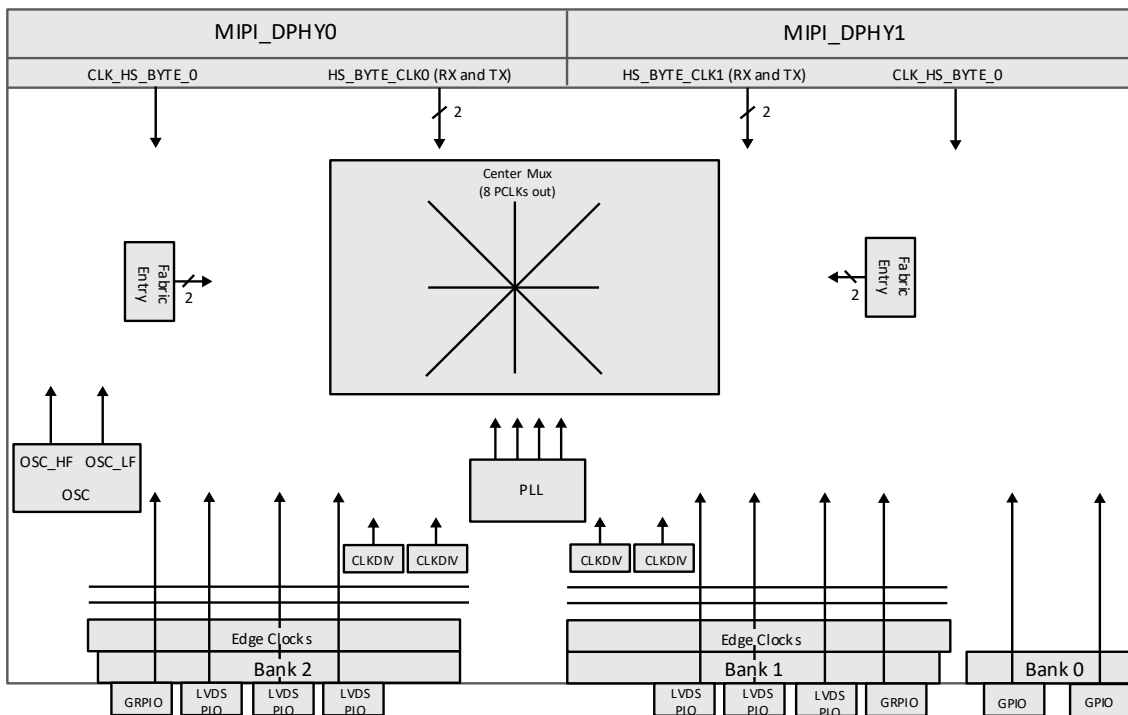 MIPI_DPHY0
MIPI_DPHY1
CLK_HS_BYTE_0
HS_BYTE_CLK0 (RX and TX)
HS_BYTE_CLK1 (RX and TX)
CLK_HS_BYTE_0
2
2
Center Mux
(8 PCLKs out)
Fabric
Entry
2
Fabric
Entry
2
OSC_HF
OSC_LF
OSC
PLL
CLKDIV
CLKDIV
CLKDIV
CLKDIV
Edge Clocks
Edge Clocks
Bank 2
Bank 1
Bank 0
GRPIO
LVDS
PIO
LVDS
PIO
LVDS
PIO
LVDS
PIO
LVDS
PIO
LVDS
PIO
GRPIO
GPIO
GPIO